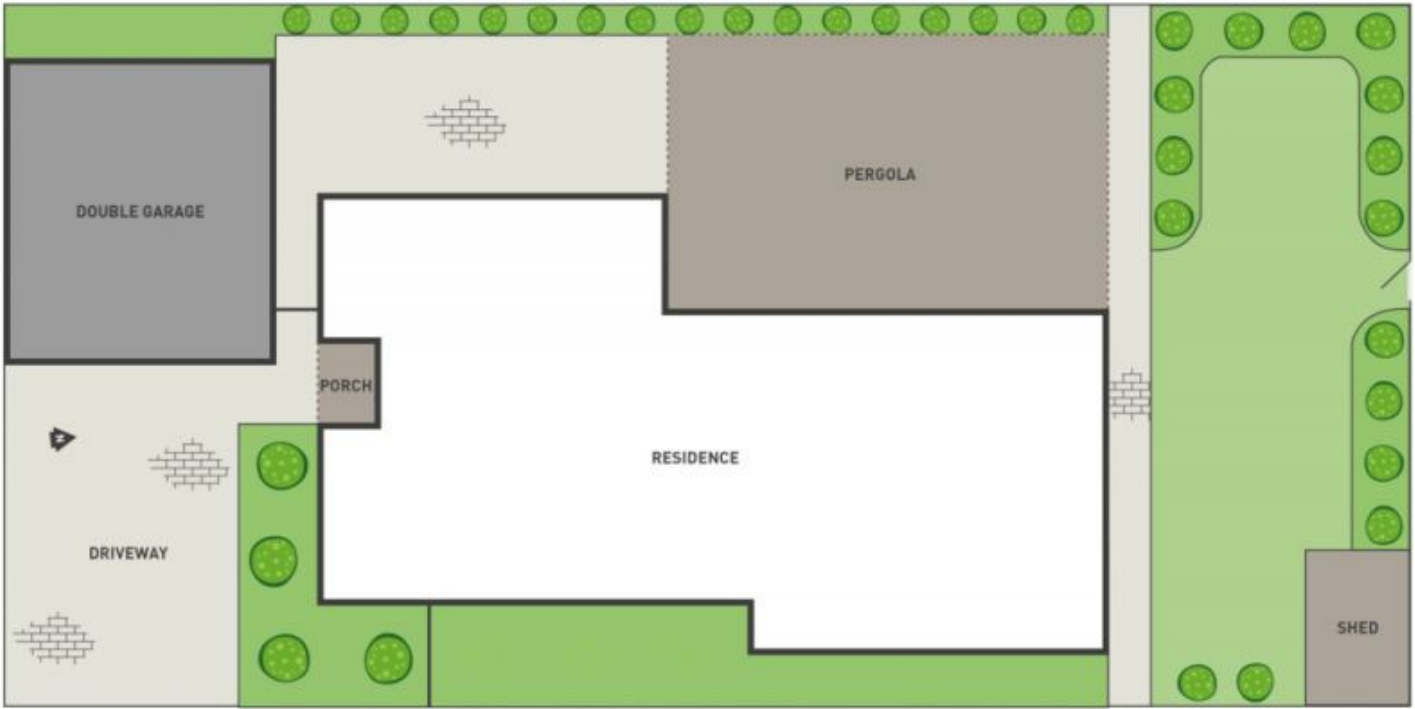 PERGOLA
DOUBLE GARAGE
PORCH
N
RESIDENCE
DRIVEWAY
SHED